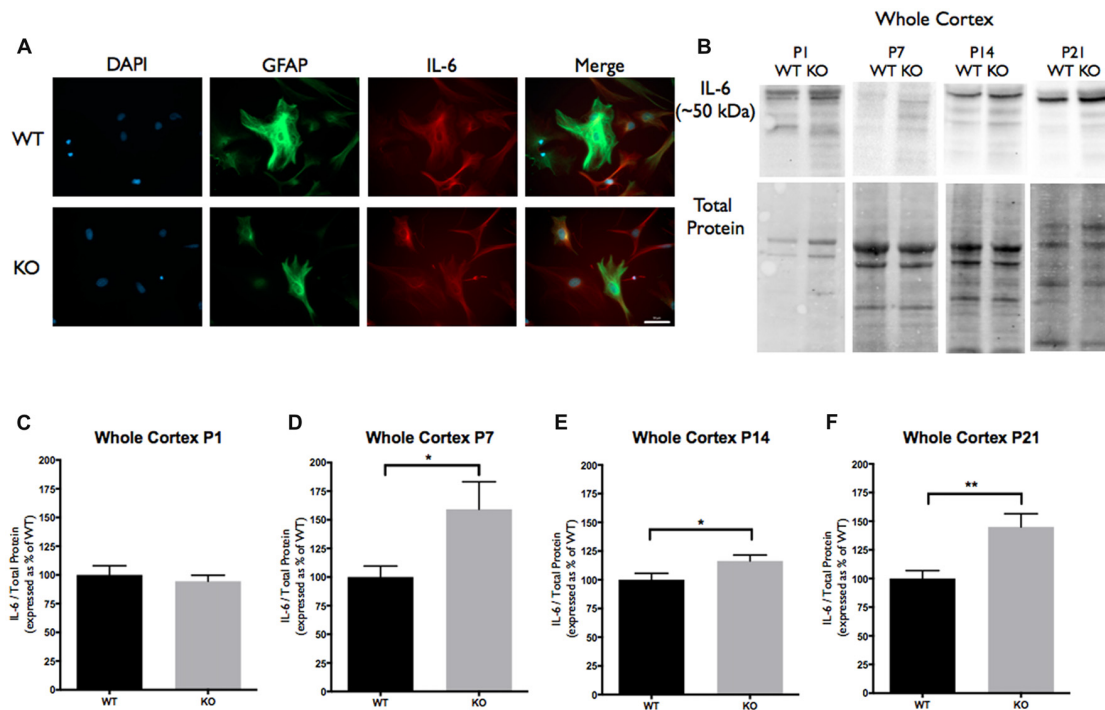 A
DAPI GFAP IL-6 Merge
WT
KO
Whole Cortex
B
P1 P7 P14 P21
WT KO WT KO WT KO WT KO
IL-6
(~50 kDa)
Total
Protein
C
Whole Cortex P1
IL-6 / Total Protein
(expressed as % of WT)
200
175
150
125
100
75
50
25
0
WT KO
D
Whole Cortex P7
IL-6 / Total Protein
(expressed as % of WT)
200
175
150
125
100
75
50
25
0
*
WT KO
E
Whole Cortex P14
IL-6 / Total Protein
(expressed as % of WT)
200
175
150
125
100
75
50
25
0
*
WT KO
F
Whole Cortex P21
IL-6 / Total Protein
(expressed as % of WT)
200
175
150
125
100
75
50
25
0
**
WT KO